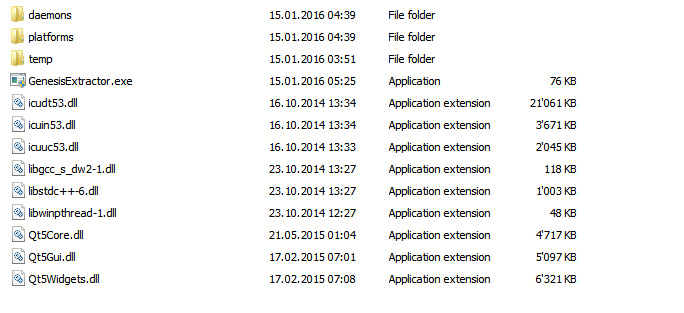 daemons 15.01.2016 04:39 File folder
platforms 15.01.2016 04:39 File folder
temp 15.01.2016 03:51 File folder
GenesisExtractor.exe 15.01.2016 05:25 Application 76 KB
icudt53.dll 16.10.2014 13:34 Application extension 21'061 KB
icuin53.dll 16.10.2014 13:34 Application extension 3'671 KB
icuuc53.dll 16.10.2014 13:33 Application extension 2'045 KB
libgcc_s_dw2-1.dll 23.10.2014 13:27 Application extension 118 KB
libstdc++-6.dll 23.10.2014 13:27 Application extension 1'003 KB
libwinpthread-1.dll 23.10.2014 12:27 Application extension 48 KB
Qt5Core.dll 21.05.2015 01:04 Application extension 4'717 KB
Qt5Gui.dll 17.02.2015 07:01 Application extension 5'097 KB
Qt5Widgets.dll 17.02.2015 07:08 Application extension 6'321 KB